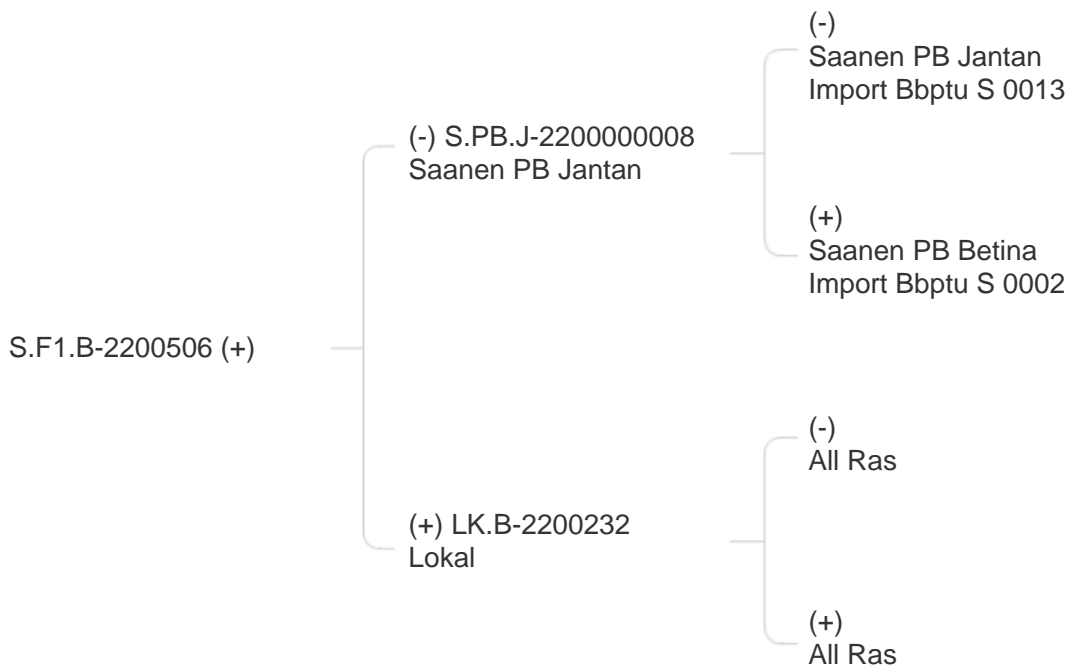 (-)
Saanen PB Jantan
Import Bbptu S 0013
(-) S.PB.J-2200000008
Saanen PB Jantan
(+)
Saanen PB Betina
Import Bbptu S 0002
S.F1.B-2200506 (+)
(-)
All Ras
(+) LK.B-2200232
Lokal
(+)
All Ras